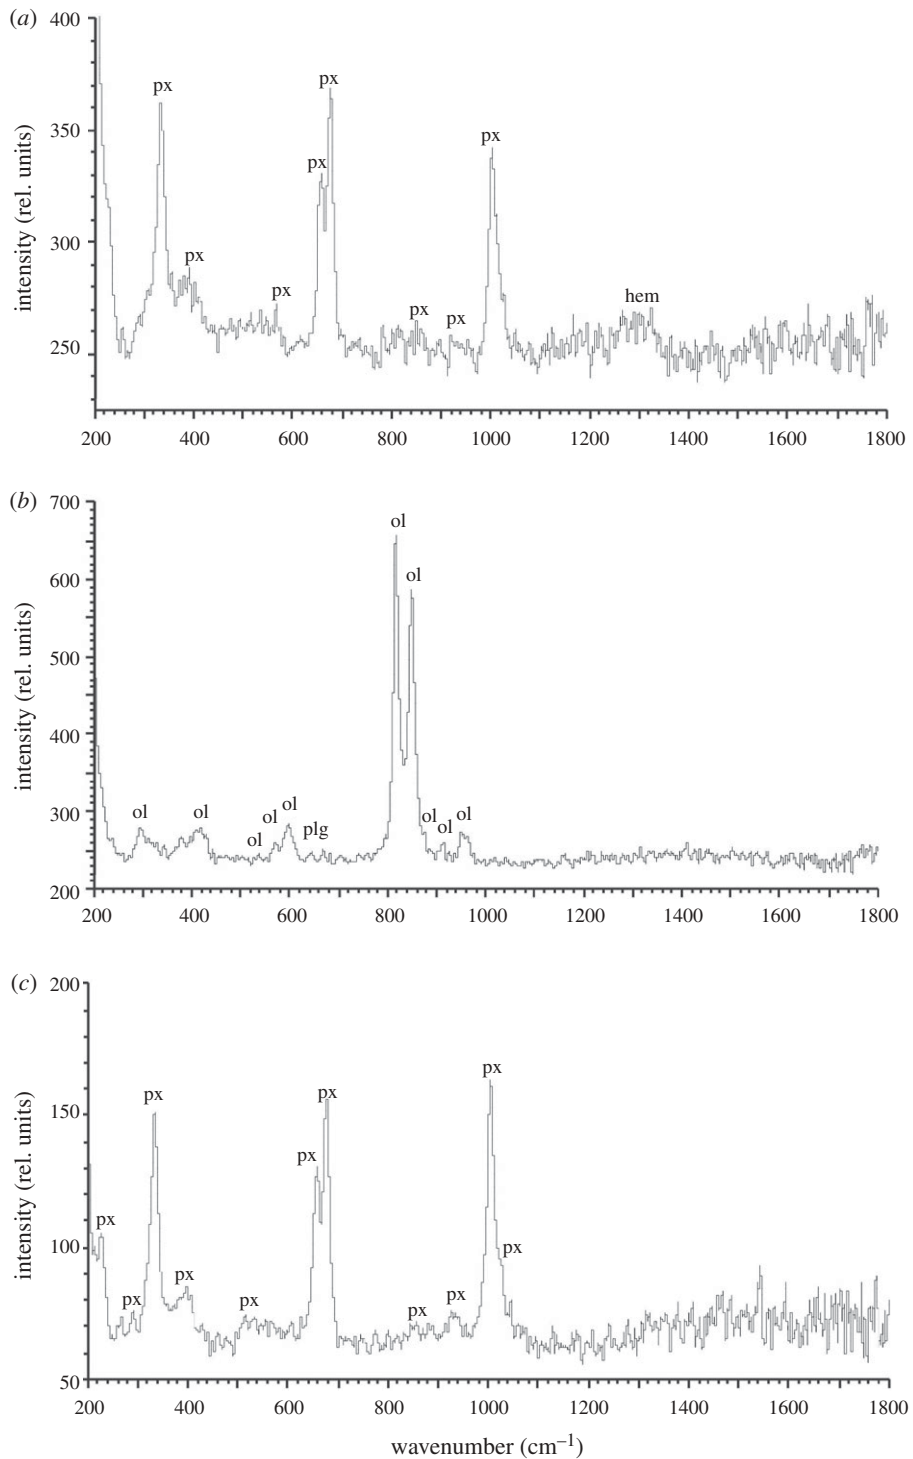 (a)
400
350
300
250
intensity (rel. units)
px
px
px
px
px
px
px
px
hem
200 400 600 800 1000 1200 1400 1600 1800
(b)
700
600
500
400
300
200
intensity (rel. units)
ol
ol
ol
ol
ol
ol
ol
plg
ol
ol
ol
200 400 600 800 1000 1200 1400 1600 1800
(c)
200
150
100
50
intensity (rel. units)
px
px
px
px
px
px
px
px
px
px
px
200 400 600 800 1000 1200 1400 1600 1800
wavenumber (cm⁻¹)